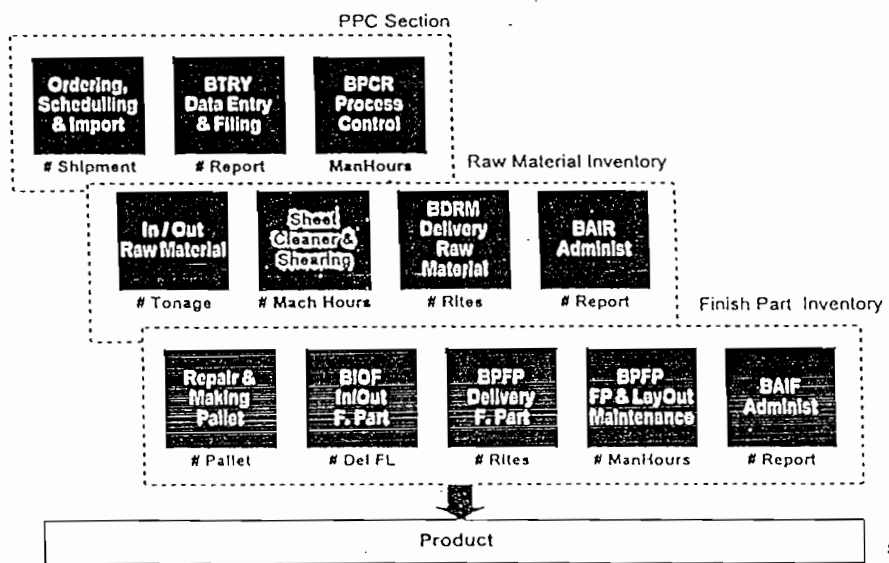 PPC Section
Ordering,
Schedulling
& Import
BTRY
Data Entry
& Filing
BPCR
Process
Control
# Shipment
# Report
ManHours
Raw Material Inventory
In / Out
Raw Material
Sheet
Cleaner &
Shearing
BDRM
Delivery
Raw
Material
BAIR
Administ
# Tonage
# Mach Hours
# Rites
# Report
Finish Part Inventory
Repair &
Making
Pallet
BIOF
In/Out
F. Part
BPFP
Delivery
F. Part
BPFP
FP & LayOut
Maintenance
BAIF
Administ
# Pallet
# Del FL
# Rites
# ManHours
# Report
Product